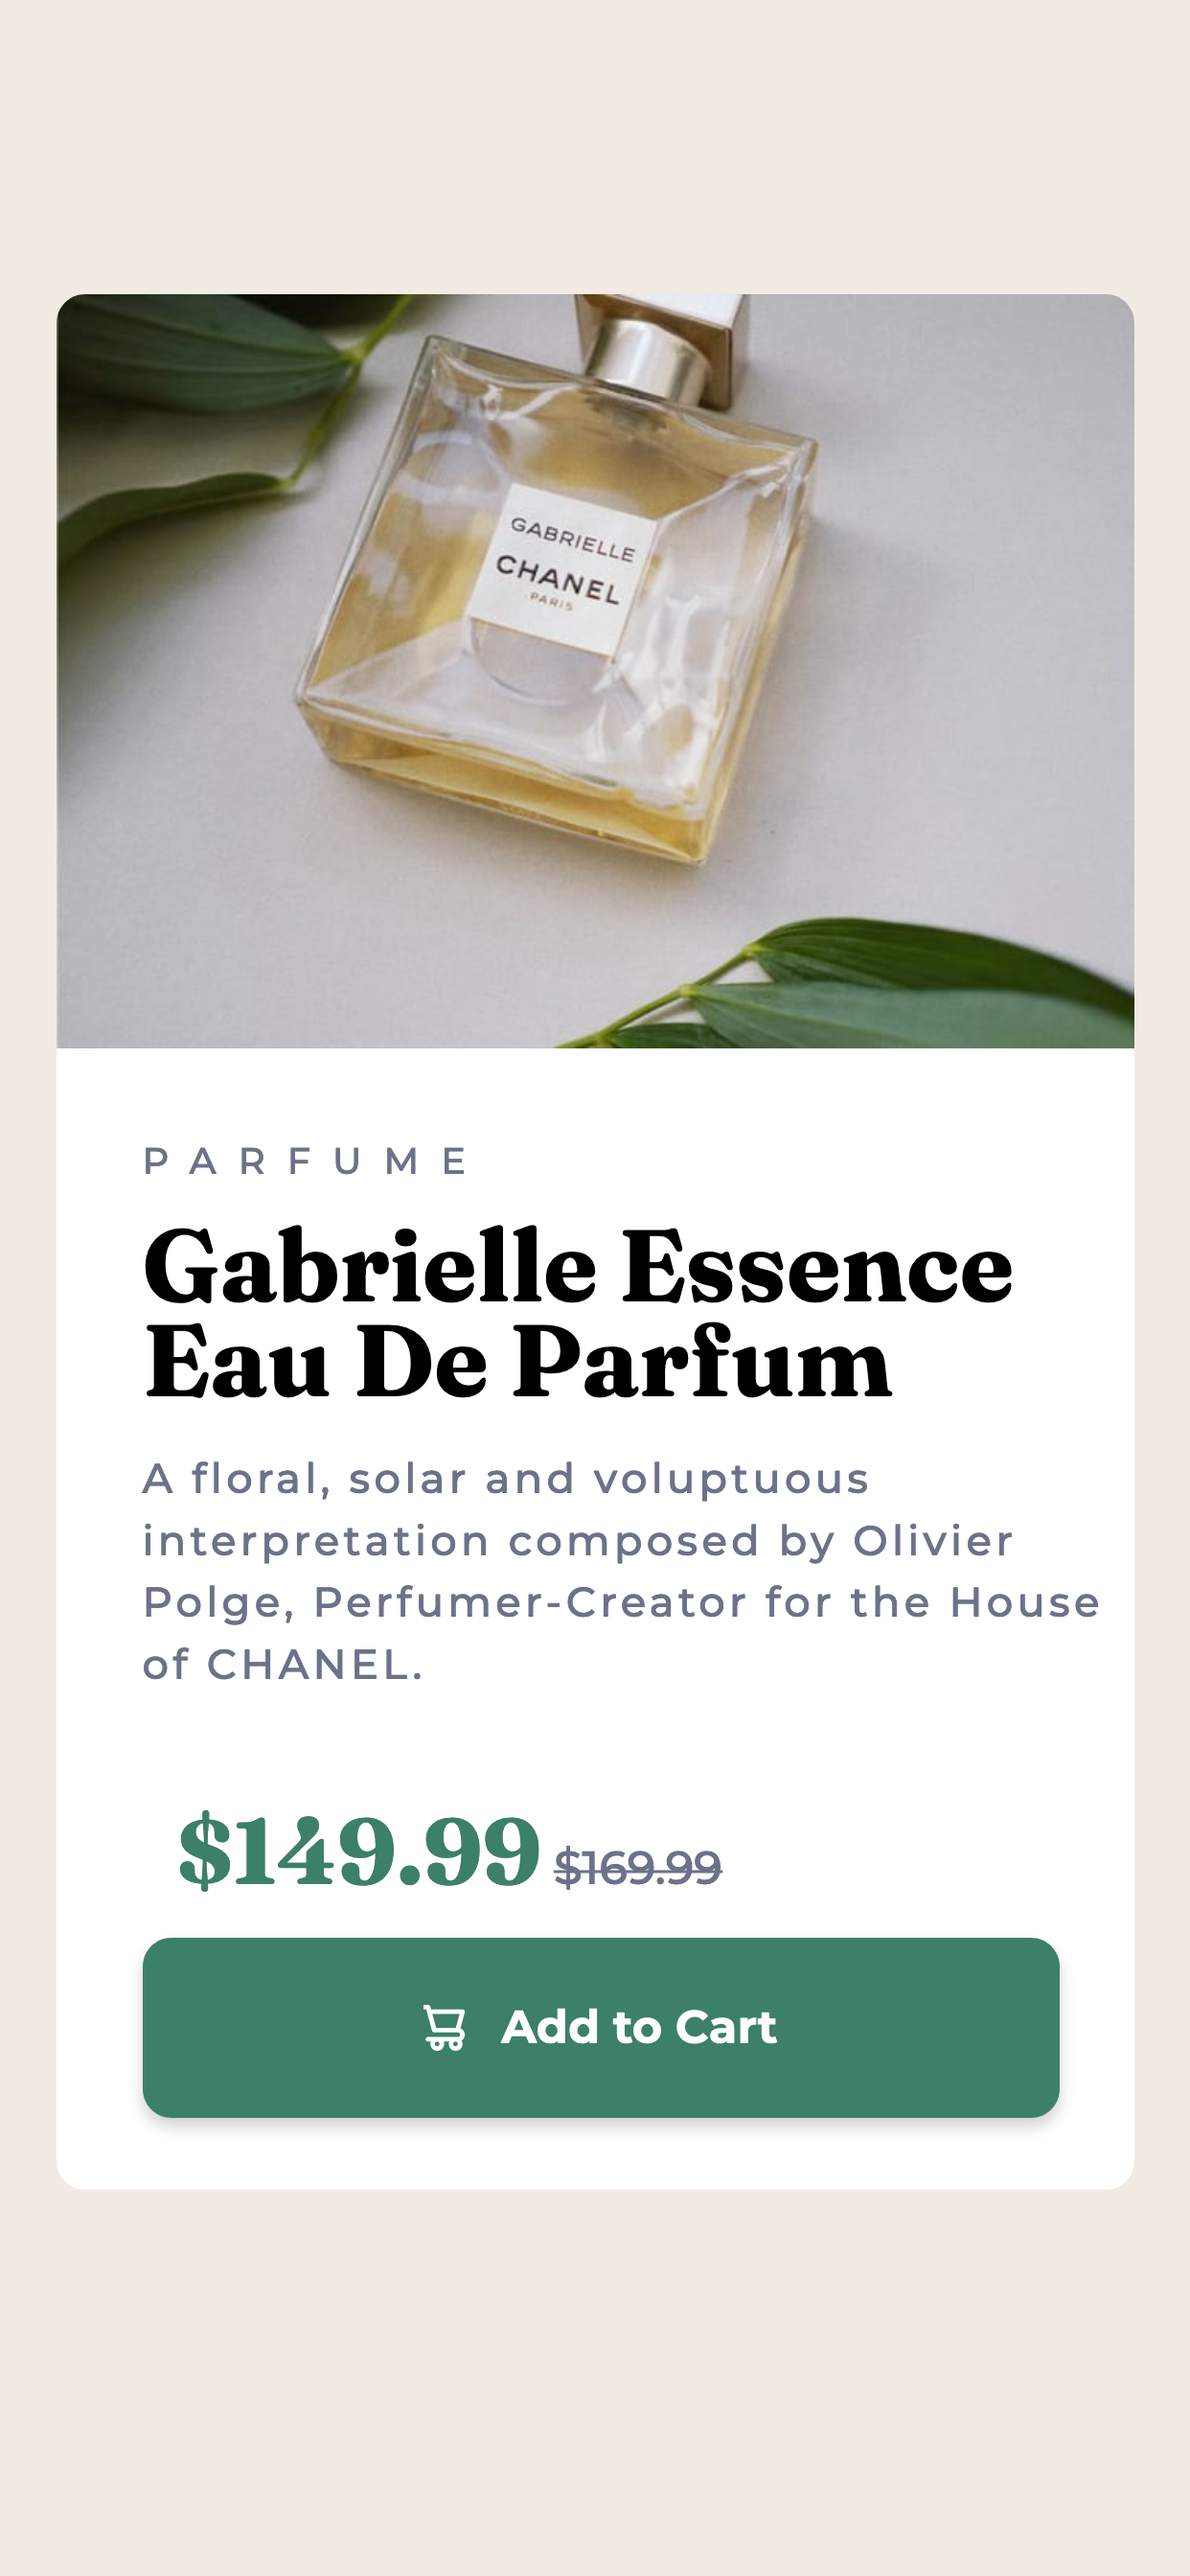 GABRIELLE
CHANEL
PARIS
PARFUME
Gabrielle Essence
Eau De Parfum
A floral, solar and voluptuous
interpretation composed by Olivier
Polge, Perfumer-Creator for the House
of CHANEL.
$149.99 $169.99
Add to Cart